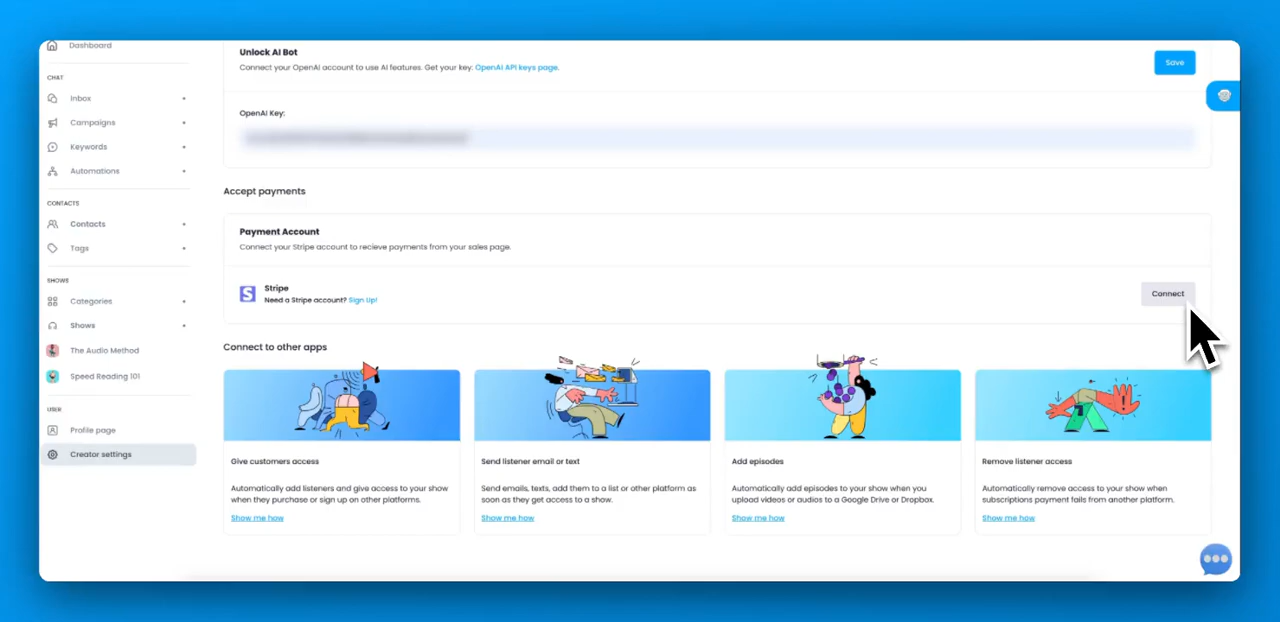 Dashboard
CHAT
Inbox
Campaigns
Keywords
Automations
CONTACTS
Contacts
Tags
SHOWS
Categories
Shows
The Audio Method
Speed Reading 101
USER
Profile page
Creator settings
Unlock AI Bot
Connect your OpenAI account to use AI features. Get your key: OpenAI API keys page.
Save
OpenAI Key:
Accept payments
Payment Account
Connect your Stripe account to recieve payments from your sales page.
S
Stripe
Need a Stripe account? Sign Up!
Connect
Connect to other apps
Give customers access
Automatically add listeners and give access to your show
when they purchase or sign up on other platforms.
Show me how
Send listener email or text
Send emails, texts, add them to a list or other platform as
soon as they get access to a show.
Show me how
Add episodes
Automatically add episodes to your show when you
upload videos or audios to a Google Drive or Dropbox.
Show me how
Remove listener access
Automatically remove access to your show when
subscriptions payment fails from another platform.
Show me how